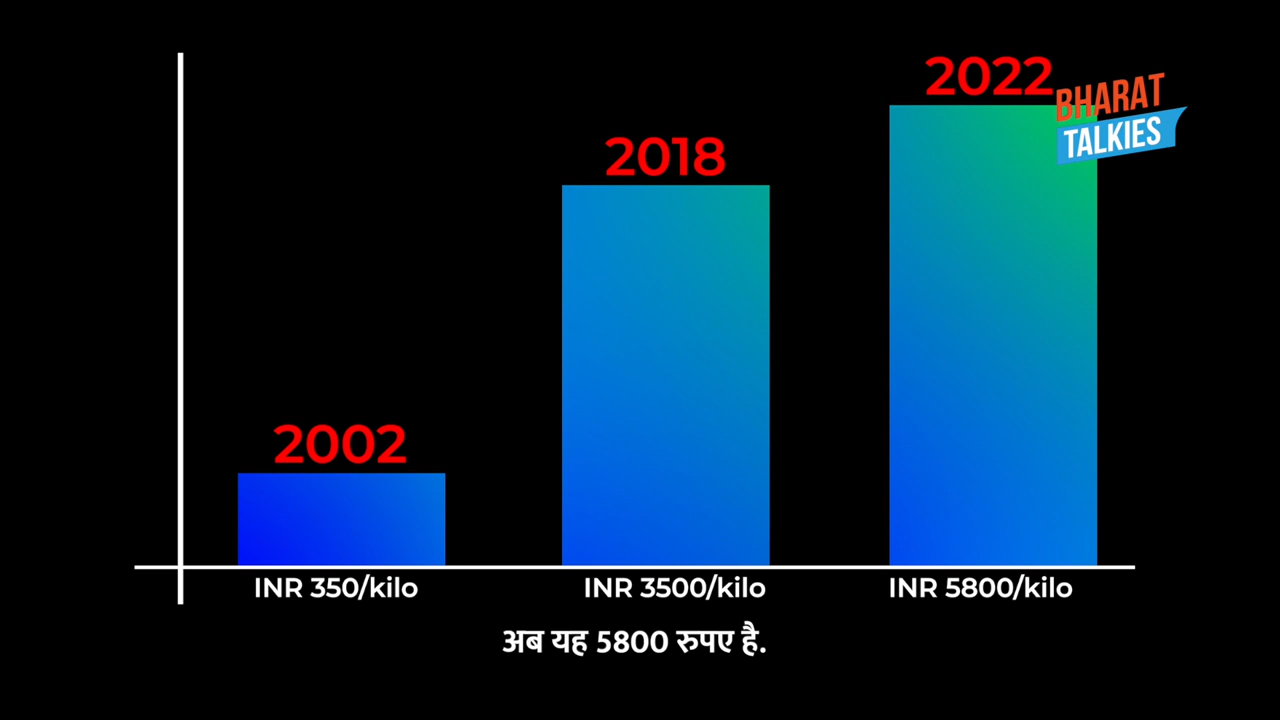 2022
BHARAT
TALKIES
2018
2002
INR 350/kilo
INR 3500/kilo
INR 5800/kilo
अब यह 5800 रुपए है.